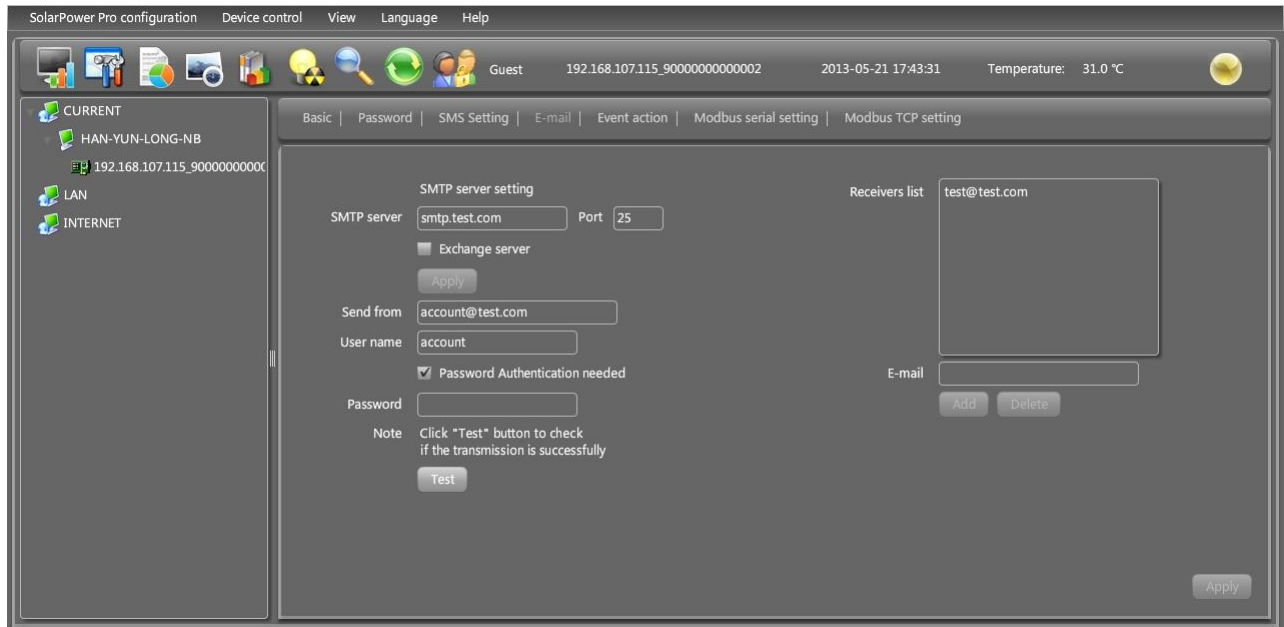 SolarPower Pro configuration Device control View Language Help
Guest 192.168.107.115_90000000000002 2013-05-21 17:43:31 Temperature: 31.0 ℃
CURRENT
HAN-YUN-LONG-NB
192.168.107.115_9000000000(
LAN
INTERNET
Basic | Password | SMS Setting | E-mail | Event action | Modbus serial setting | Modbus TCP setting
SMTP server setting
SMTP server smtp.test.com Port 25
Exchange server
Apply
Send from account@test.com
User name account
Password Authentication needed
Password
Note Click "Test" button to check
if the transmission is successfully
Test
Receivers list test@test.com
E-mail
Add Delete
Apply